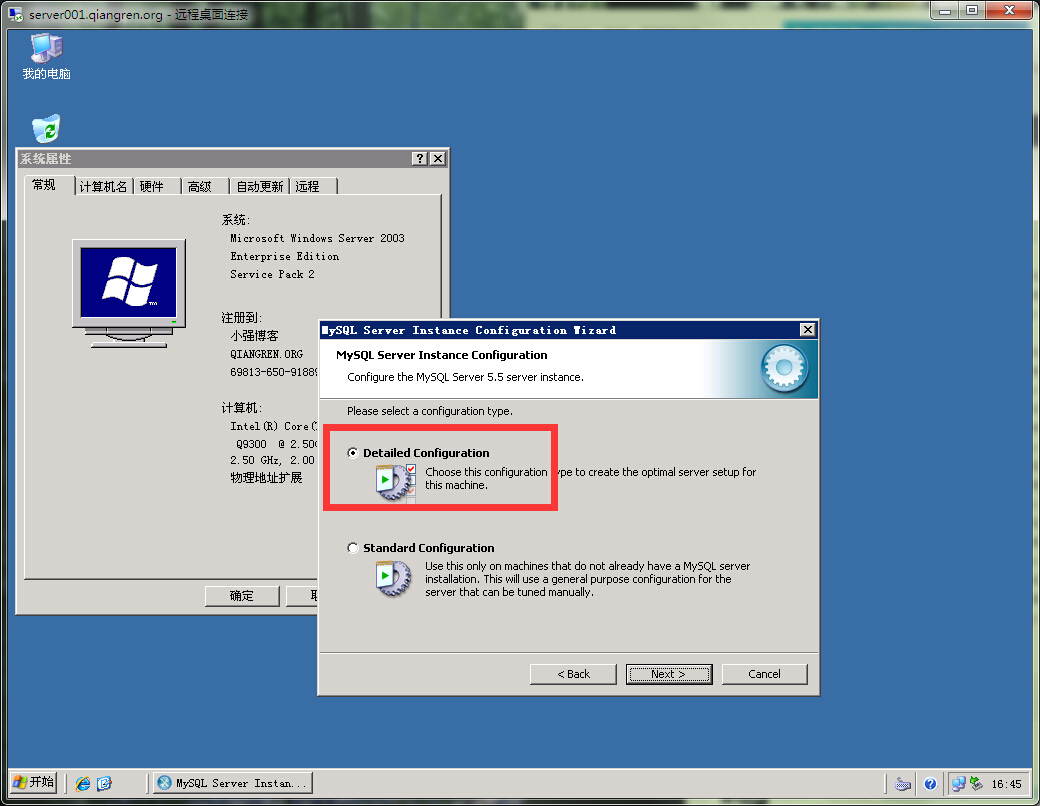 server001.qiangren.org - 远程桌面连接
我的电脑
系统属性
常规 计算机名 硬件 高级 自动更新 远程
系统:
Microsoft Windows Server 2003
Enterprise Edition
Service Pack 2
注册到:
小强博客
QIANGREN.ORG
69813-650-9188
计算机:
Intel(R) Core(
Q9300 @ 2.50
2.50 GHz, 2.00
物理地址扩展
确定
MySQL Server Instance Configuration Wizard
MySQL Server Instance Configuration
Configure the MySQL Server 5.5 server instance.
Please select a configuration type.
Detailed Configuration
Choose this configuration type to create the optimal server setup for
this machine.
Standard Configuration
Use this only on machines that do not already have a MySQL server
installation. This will use a general purpose configuration for the
server that can be tuned manually.
< Back
Next >
Cancel
开始
MySQL Server Instan...
16:45